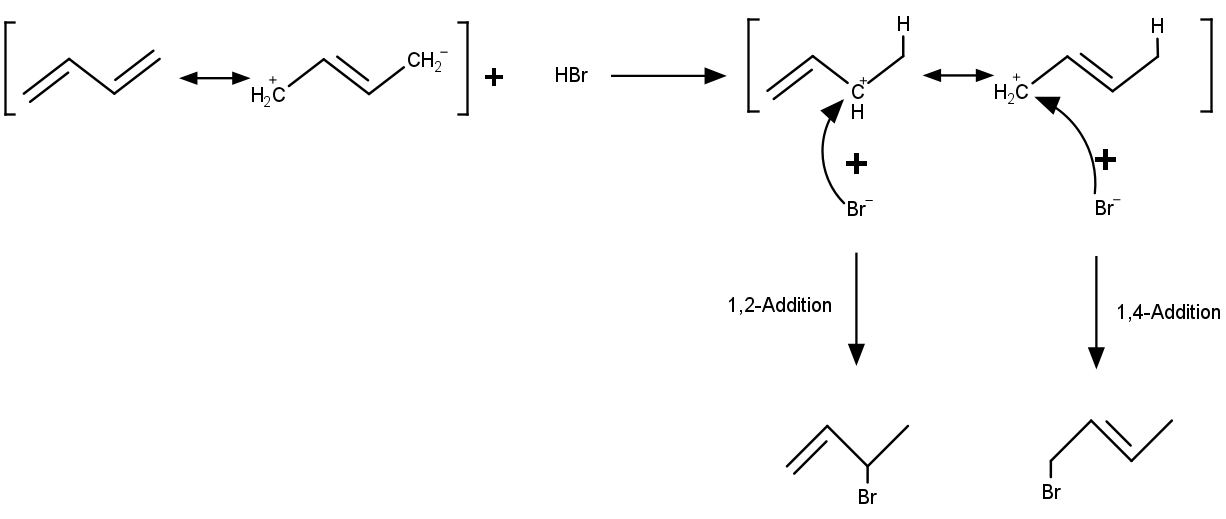 H₂C⁺
CH₂⁻
+
HBr
H
C⁺
H
H₂C⁺
H
+
Br⁻
+
Br⁻
1,2-Addition
1,4-Addition
Br
Br